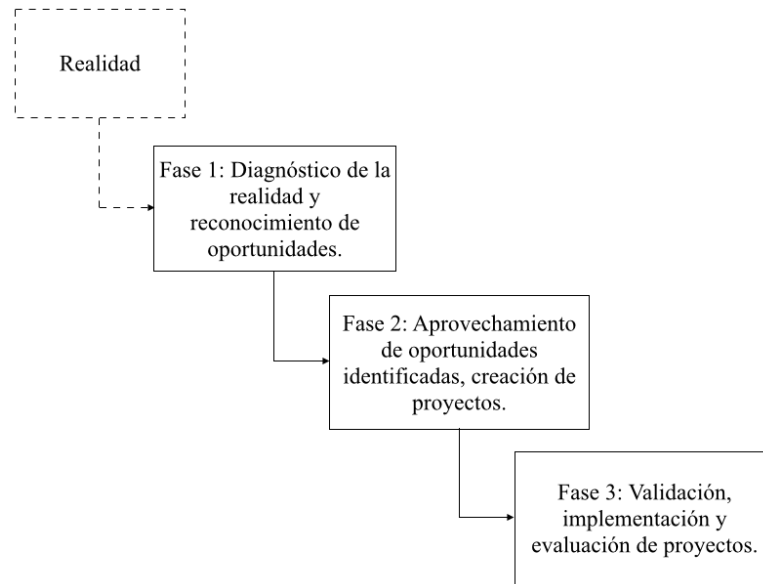 Realidad
Fase 1: Diagnóstico de la
realidad y
reconocimiento de
oportunidades.
Fase 2: Aprovechamiento
de oportunidades
identificadas, creación de
proyectos.
Fase 3: Validación,
implementación y
evaluación de proyectos.